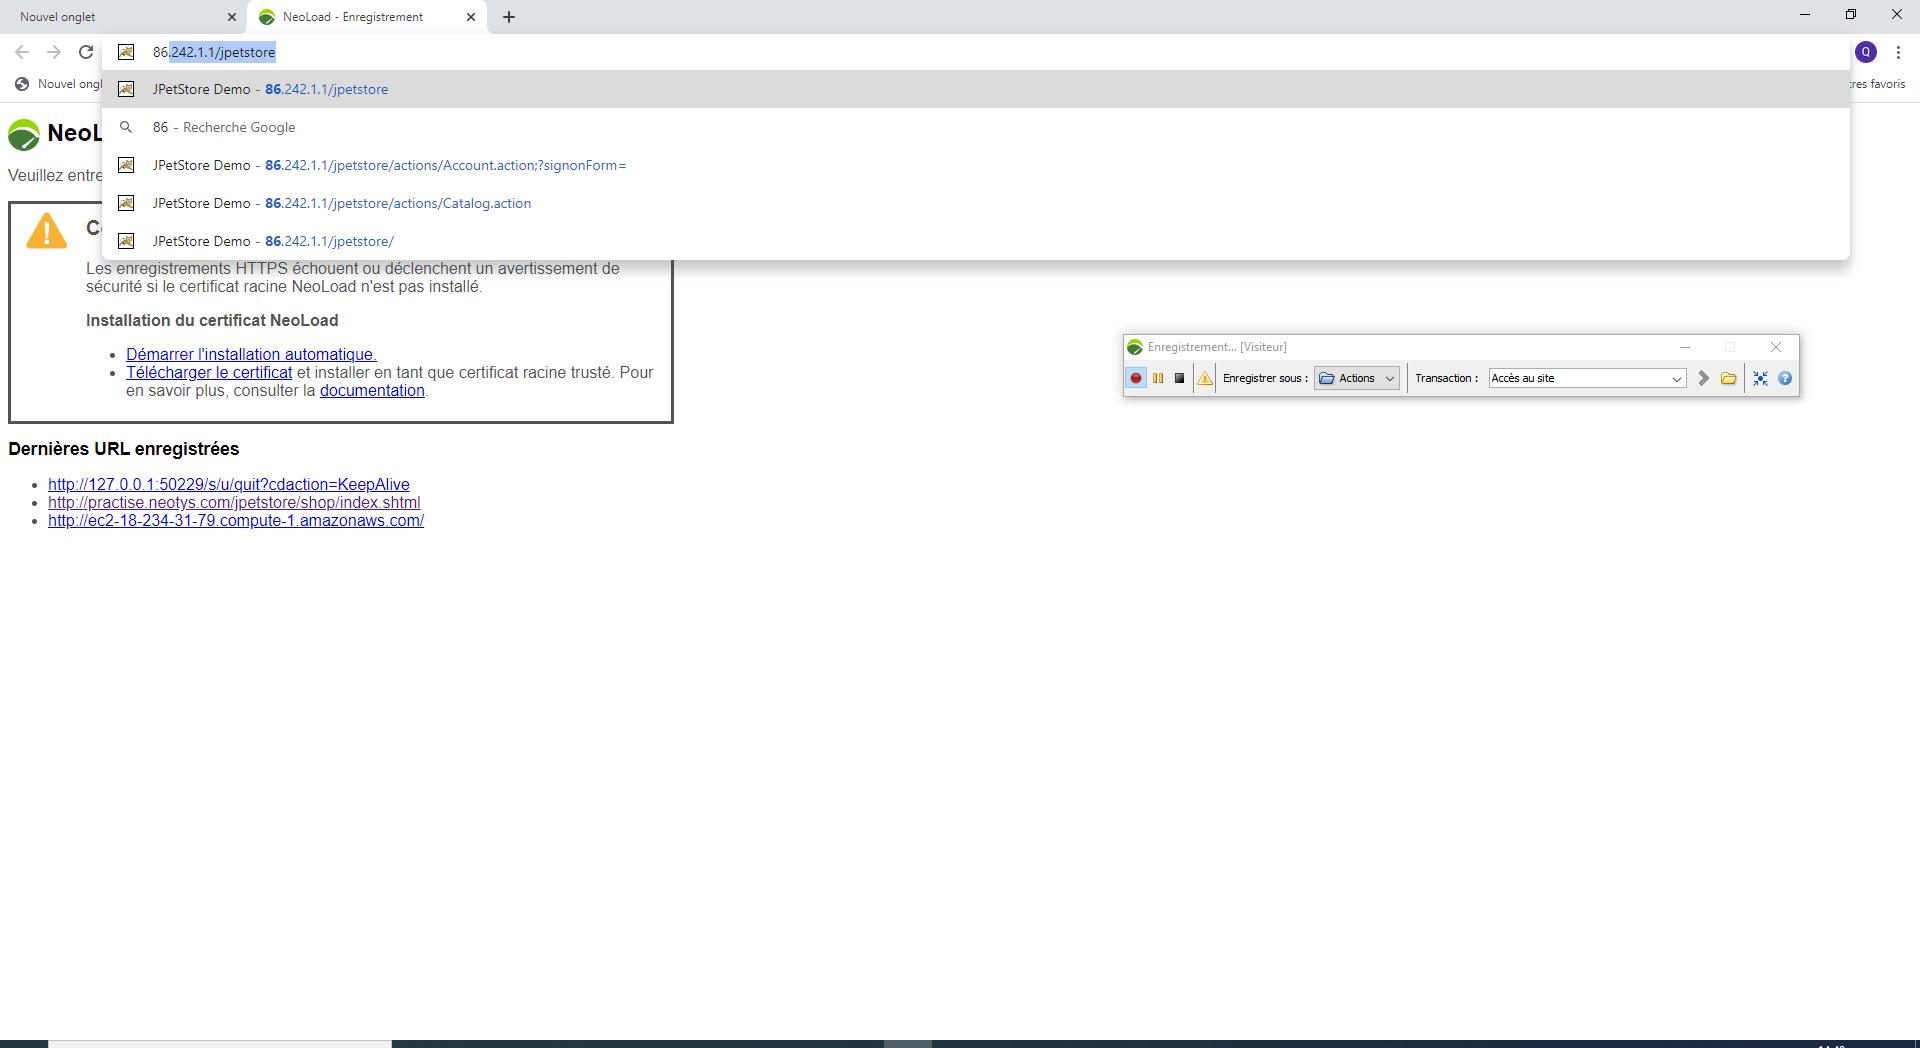 Nouvel onglet
NeoLoad - Enregistrement
86.242.1.1/jpetstore
Q
Nouvel ongl
tres favoris
JPetStore Demo - 86.242.1.1/jpetstore
86 - Recherche Google
JPetStore Demo - 86.242.1.1/jpetstore/actions/Account.action;?signonForm=
JPetStore Demo - 86.242.1.1/jpetstore/actions/Catalog.action
JPetStore Demo - 86.242.1.1/jpetstore/
NeoL
Veuillez entre
Les enregistrements HTTPS échouent ou déclenchent un avertissement de
sécurité si le certificat racine NeoLoad n'est pas installé.
Installation du certificat NeoLoad
• Démarrer l'installation automatique.
• Télécharger le certificat et installer en tant que certificat racine trusté. Pour
en savoir plus, consulter la documentation.
Enregistrement... [Visiteur]
Enregistrer sous : Actions Transaction : Accès au site
Dernières URL enregistrées
• http://127.0.0.1:50229/s/u/quit?cdaction=KeepAlive
• http://practise.neotys.com/jpetstore/shop/index.shtml
• http://ec2-18-234-31-79.compute-1.amazonaws.com/